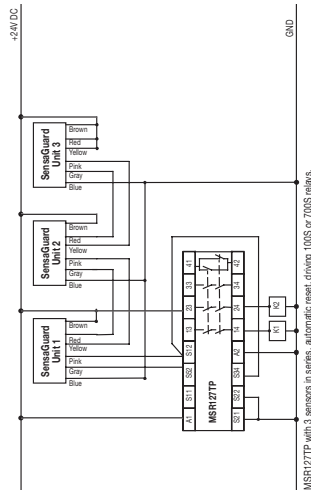 +24V DC
SensaGuard
Unit 3
Brown
Red
Yellow
Pink
Gray
Blue
SensaGuard
Unit 2
Brown
Red
Yellow
Pink
Gray
Blue
SensaGuard
Unit 1
Brown
Red
Yellow
Pink
Gray
Blue
A1 S11 S52 S12 13 23 33 41
MSR127TP
S21 S22 S34 A2 14 24 34 42
K1 K2
GND
MSR127TP with 3 sensors in series, automatic reset, driving 100S or 700S relays.